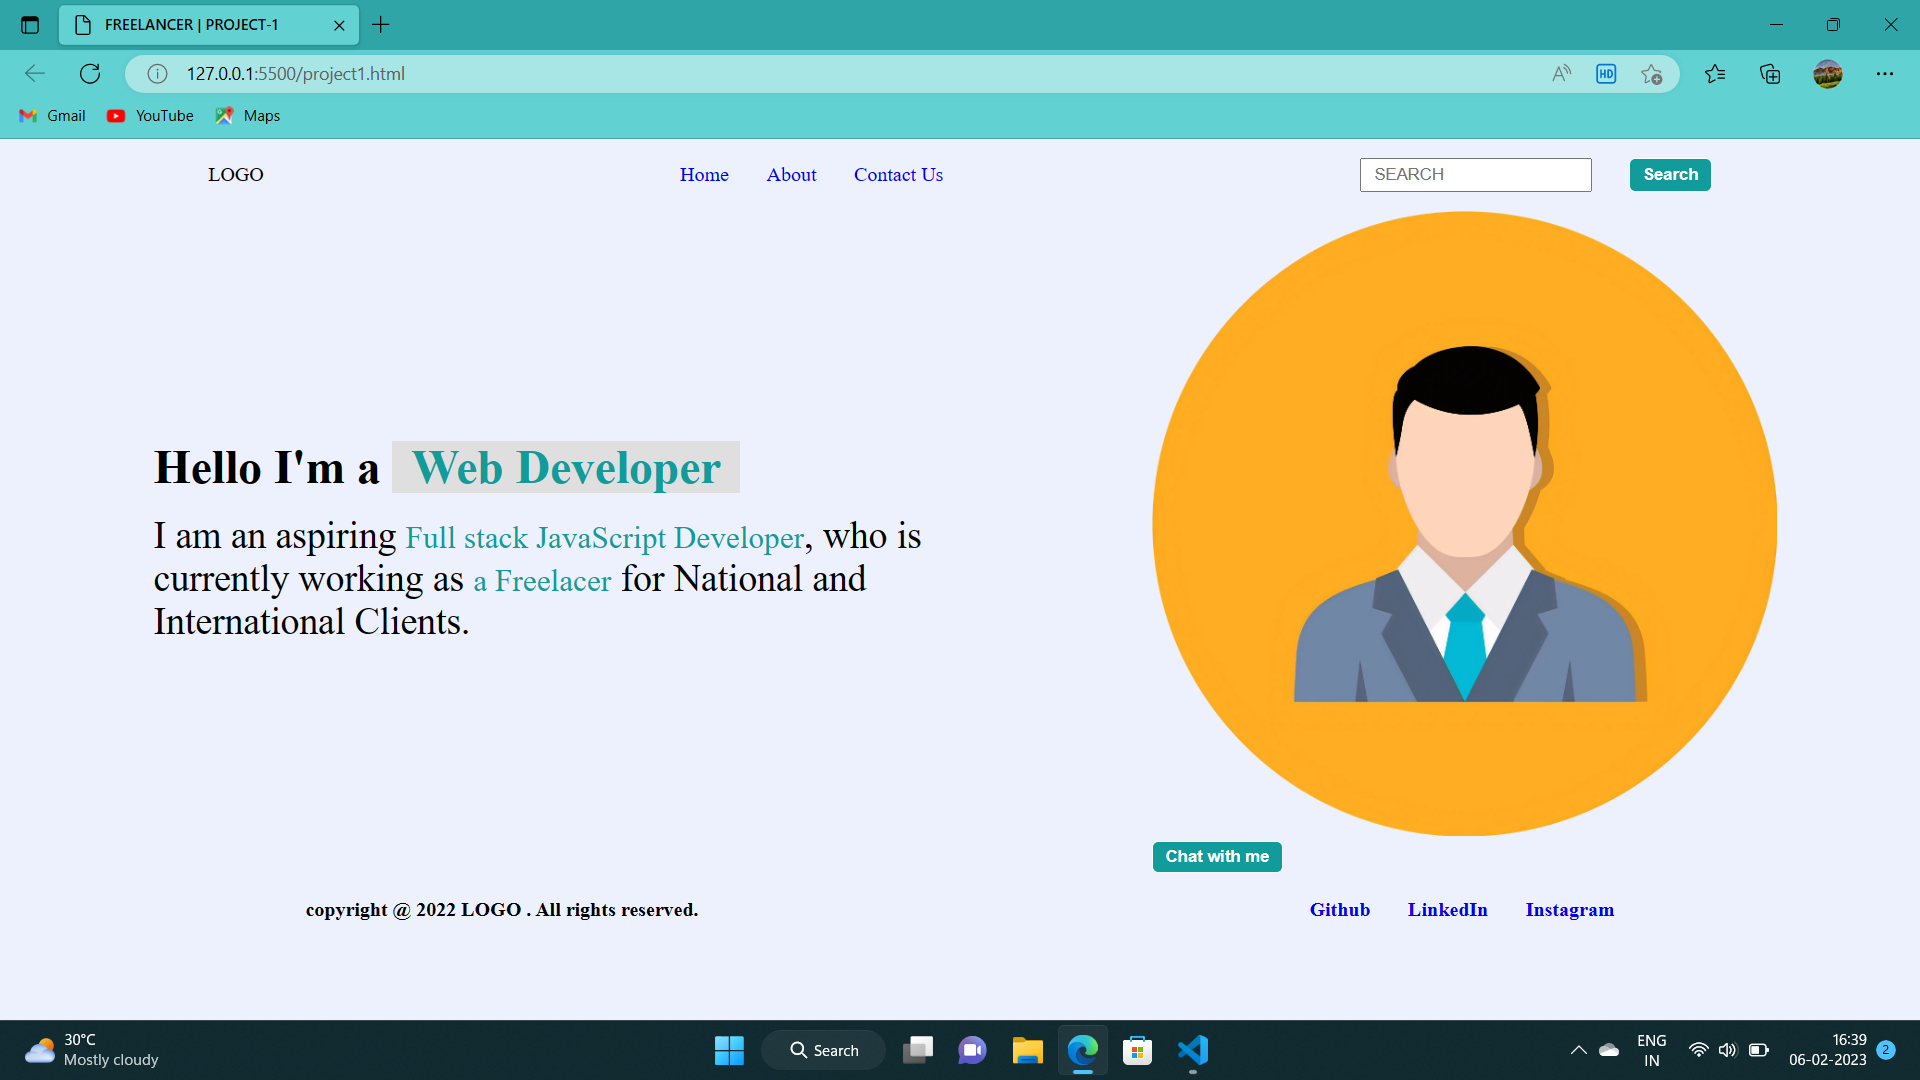 FREELANCER | PROJECT-1
127.0.0.1:5500/project1.html
HD
Gmail YouTube Maps
LOGO Home About Contact Us SEARCH Search
Hello I'm a Web Developer
I am an aspiring Full stack JavaScript Developer, who is
currently working as a Freelacer for National and
International Clients.
Chat with me
copyright @ 2022 LOGO . All rights reserved. Github LinkedIn Instagram
30°C
Mostly cloudy
Search
ENG
IN
16:39
06-02-2023
2